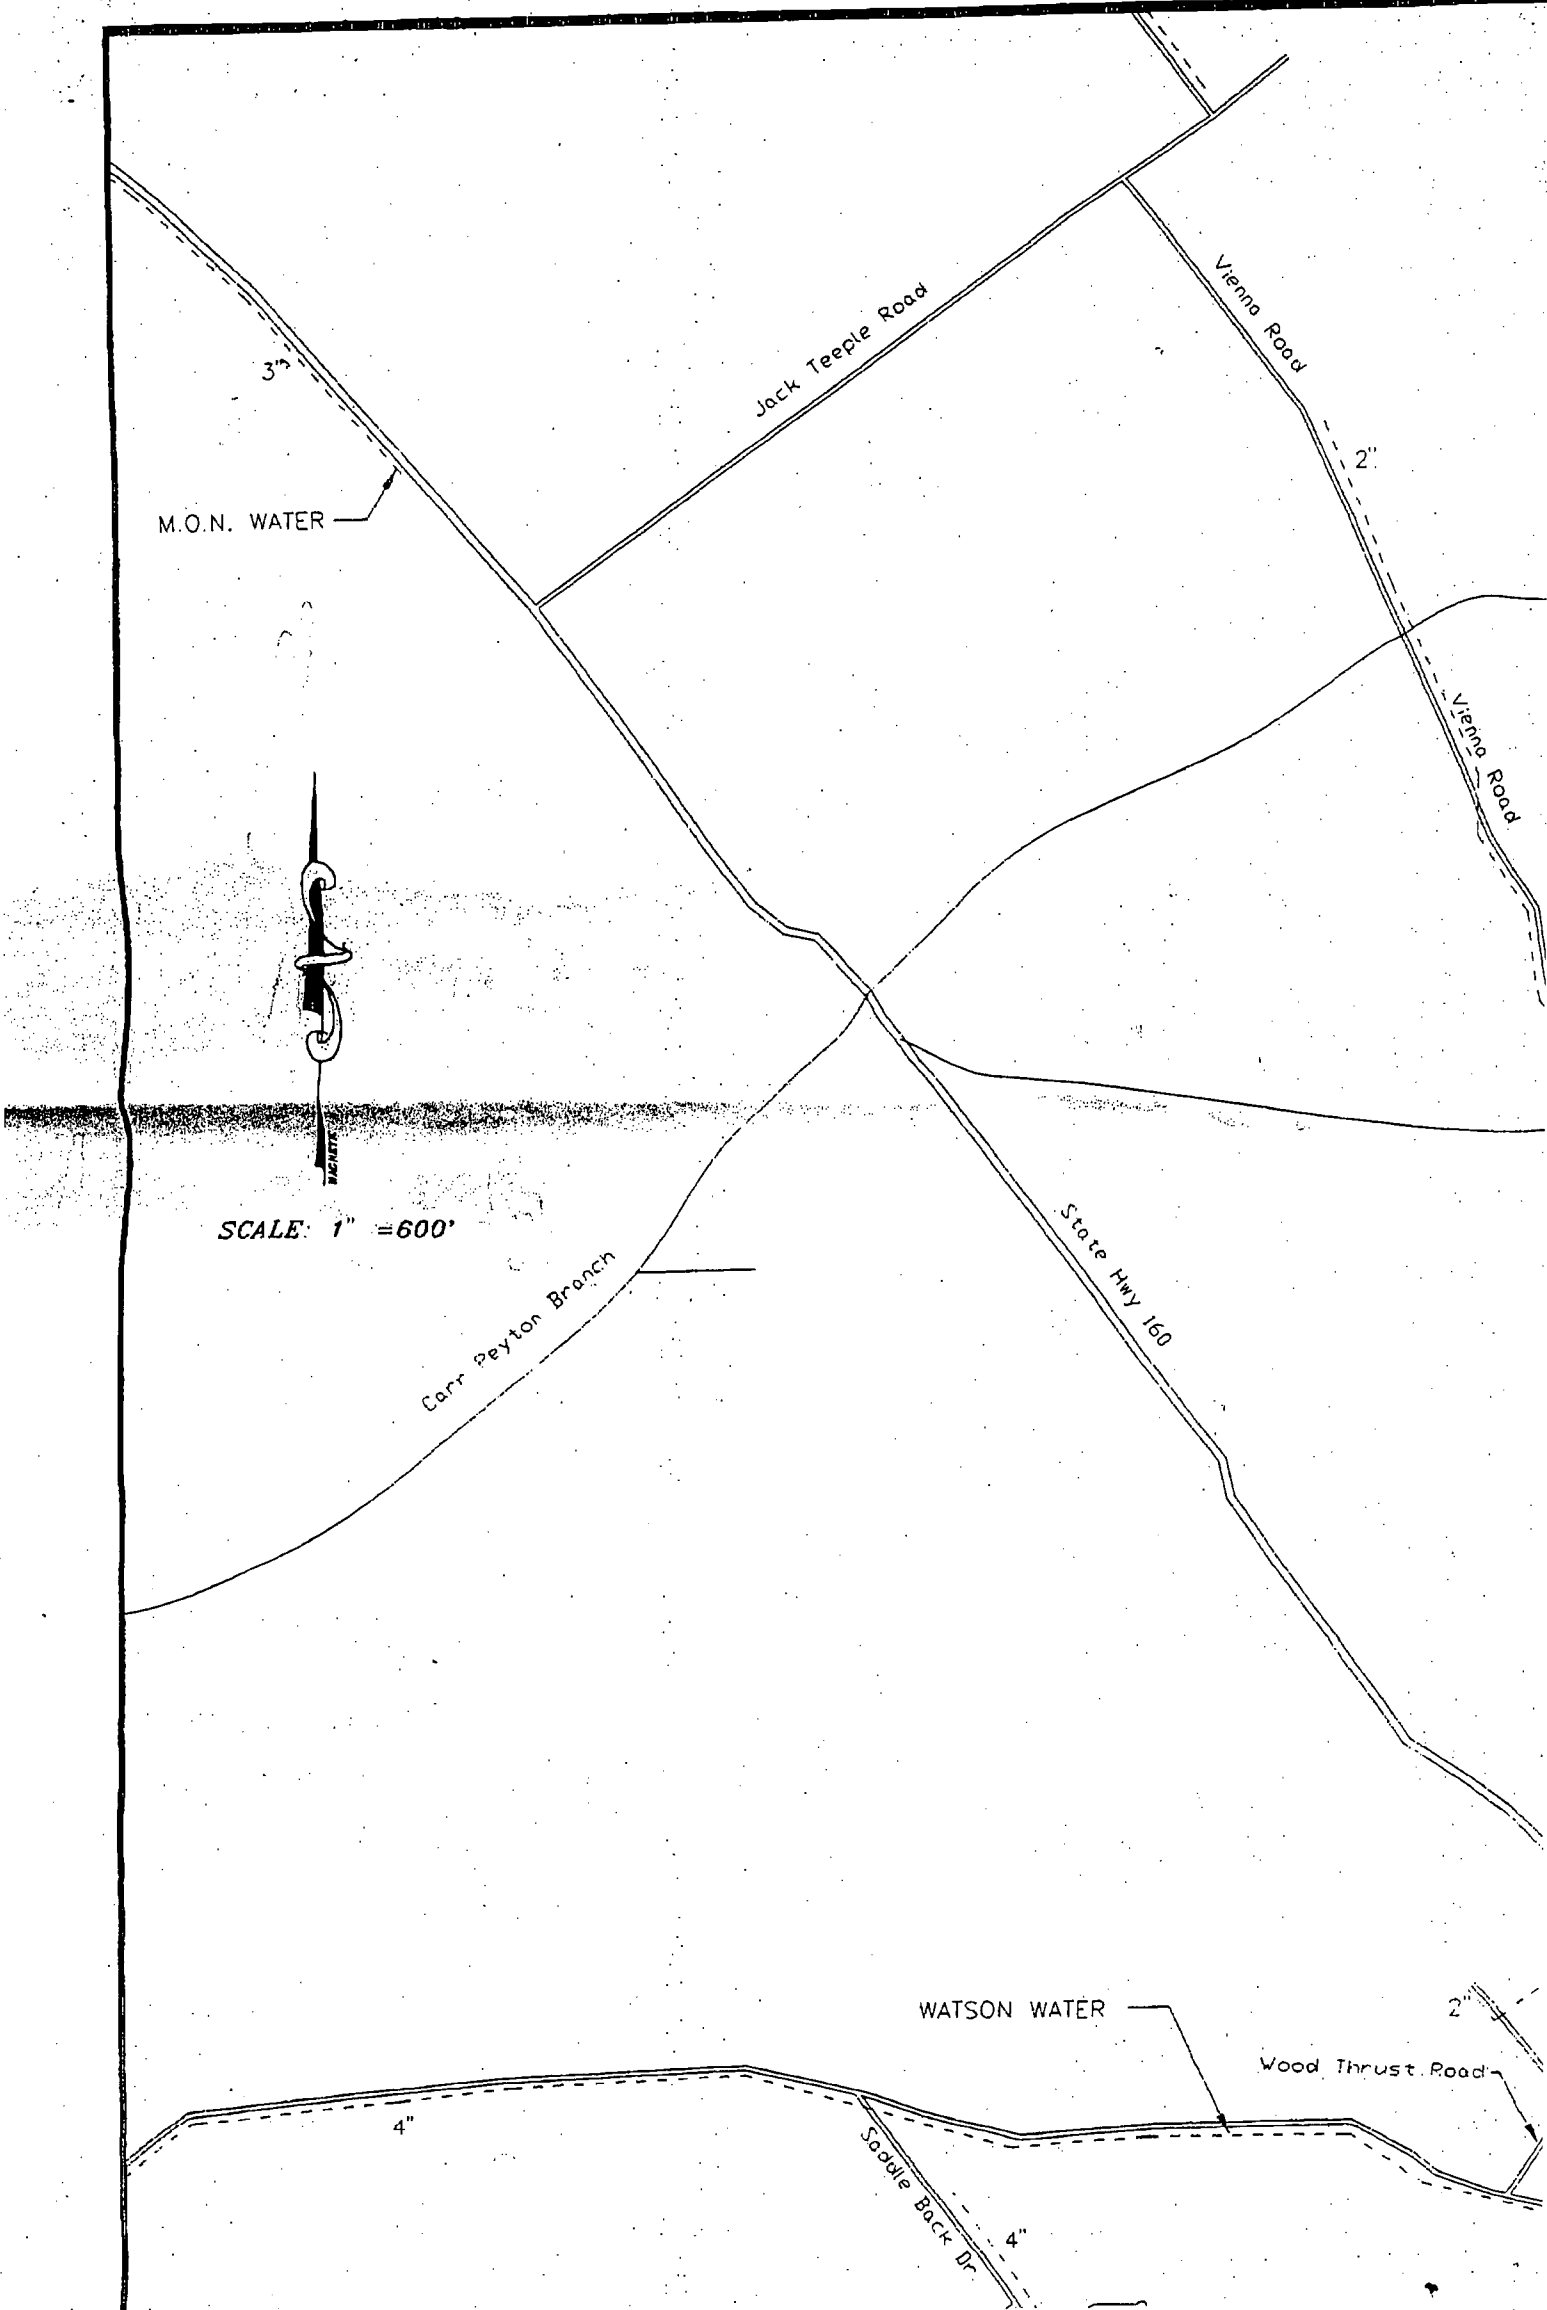 Jack Teeple Road
Vienna Road
3"
2"
M.O.N. WATER
Vienna Road
MAGNETIC
SCALE: 1" =600'
State Hwy 160
Carr Peyton Branch
WATSON WATER
2"
Wood Thrust Road
4"
Saddle Back Dr
4"